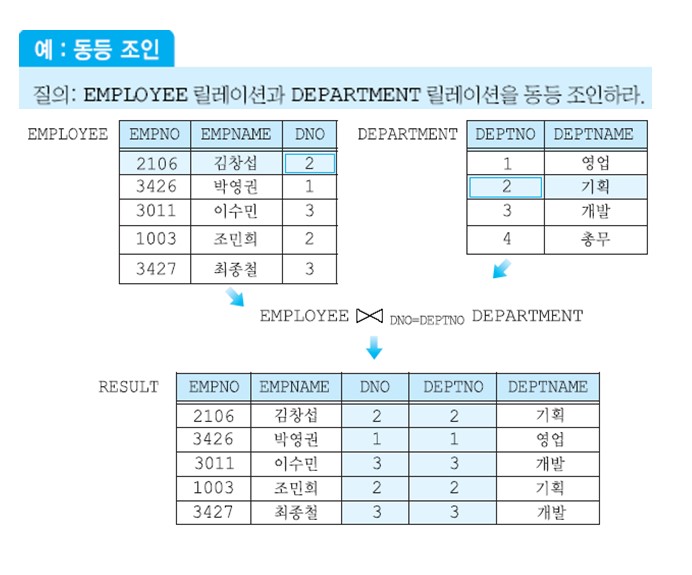 예 : 동등 조인
질의: EMPLOYEE 릴레이션과 DEPARTMENT 릴레이션을 동등 조인하라.
EMPLOYEE EMPNO EMPNAME DNO DEPARTMENT DEPTNO DEPTNAME
2106 김창섭 2 1 영업
3426 박영권 1 2 기획
3011 이수민 3 3 개발
1003 조민희 2 4 총무
3427 최종철 3
EMPLOYEE ⋈ DNO=DEPTNO DEPARTMENT
RESULT EMPNO EMPNAME DNO DEPTNO DEPTNAME
2106 김창섭 2 2 기획
3426 박영권 1 1 영업
3011 이수민 3 3 개발
1003 조민희 2 2 기획
3427 최종철 3 3 개발